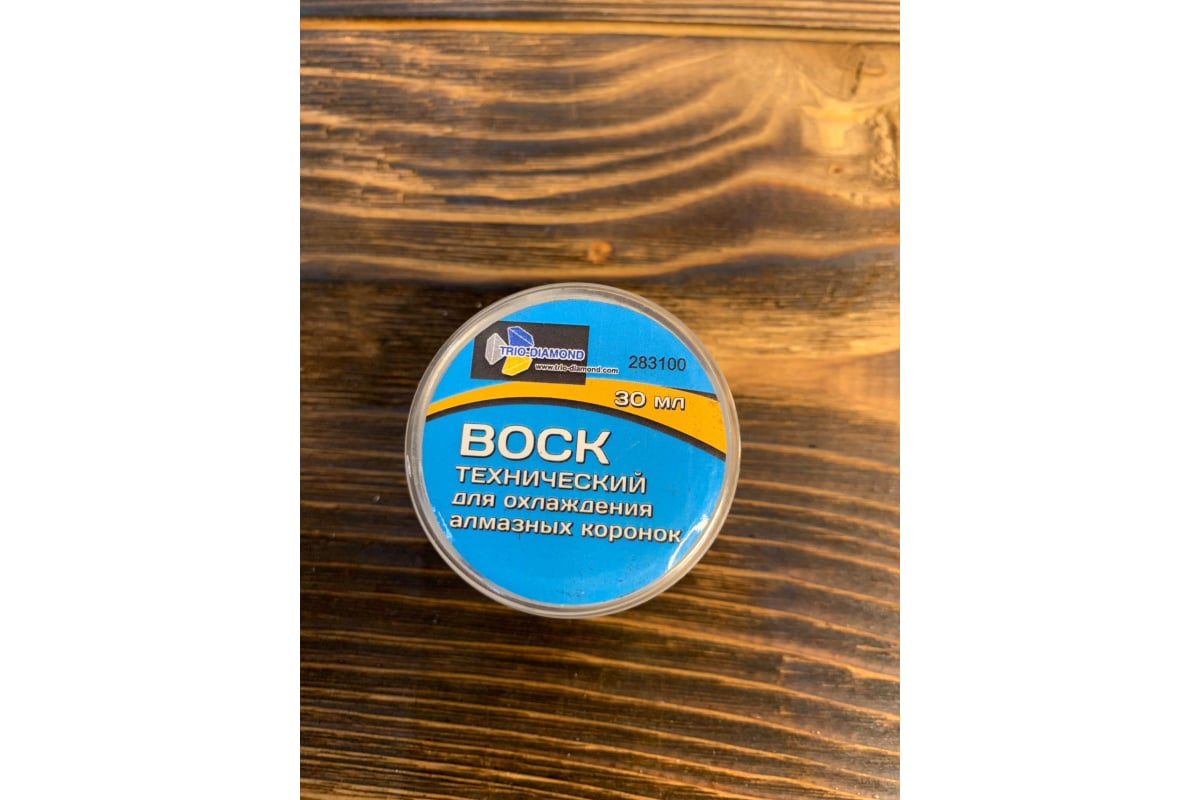 TRIO-DIAMOND
www.trio-diamond.com
283100
30 мл
ВОСК
ТЕХНИЧЕСКИЙ
для охлаждения
алмазных коронок